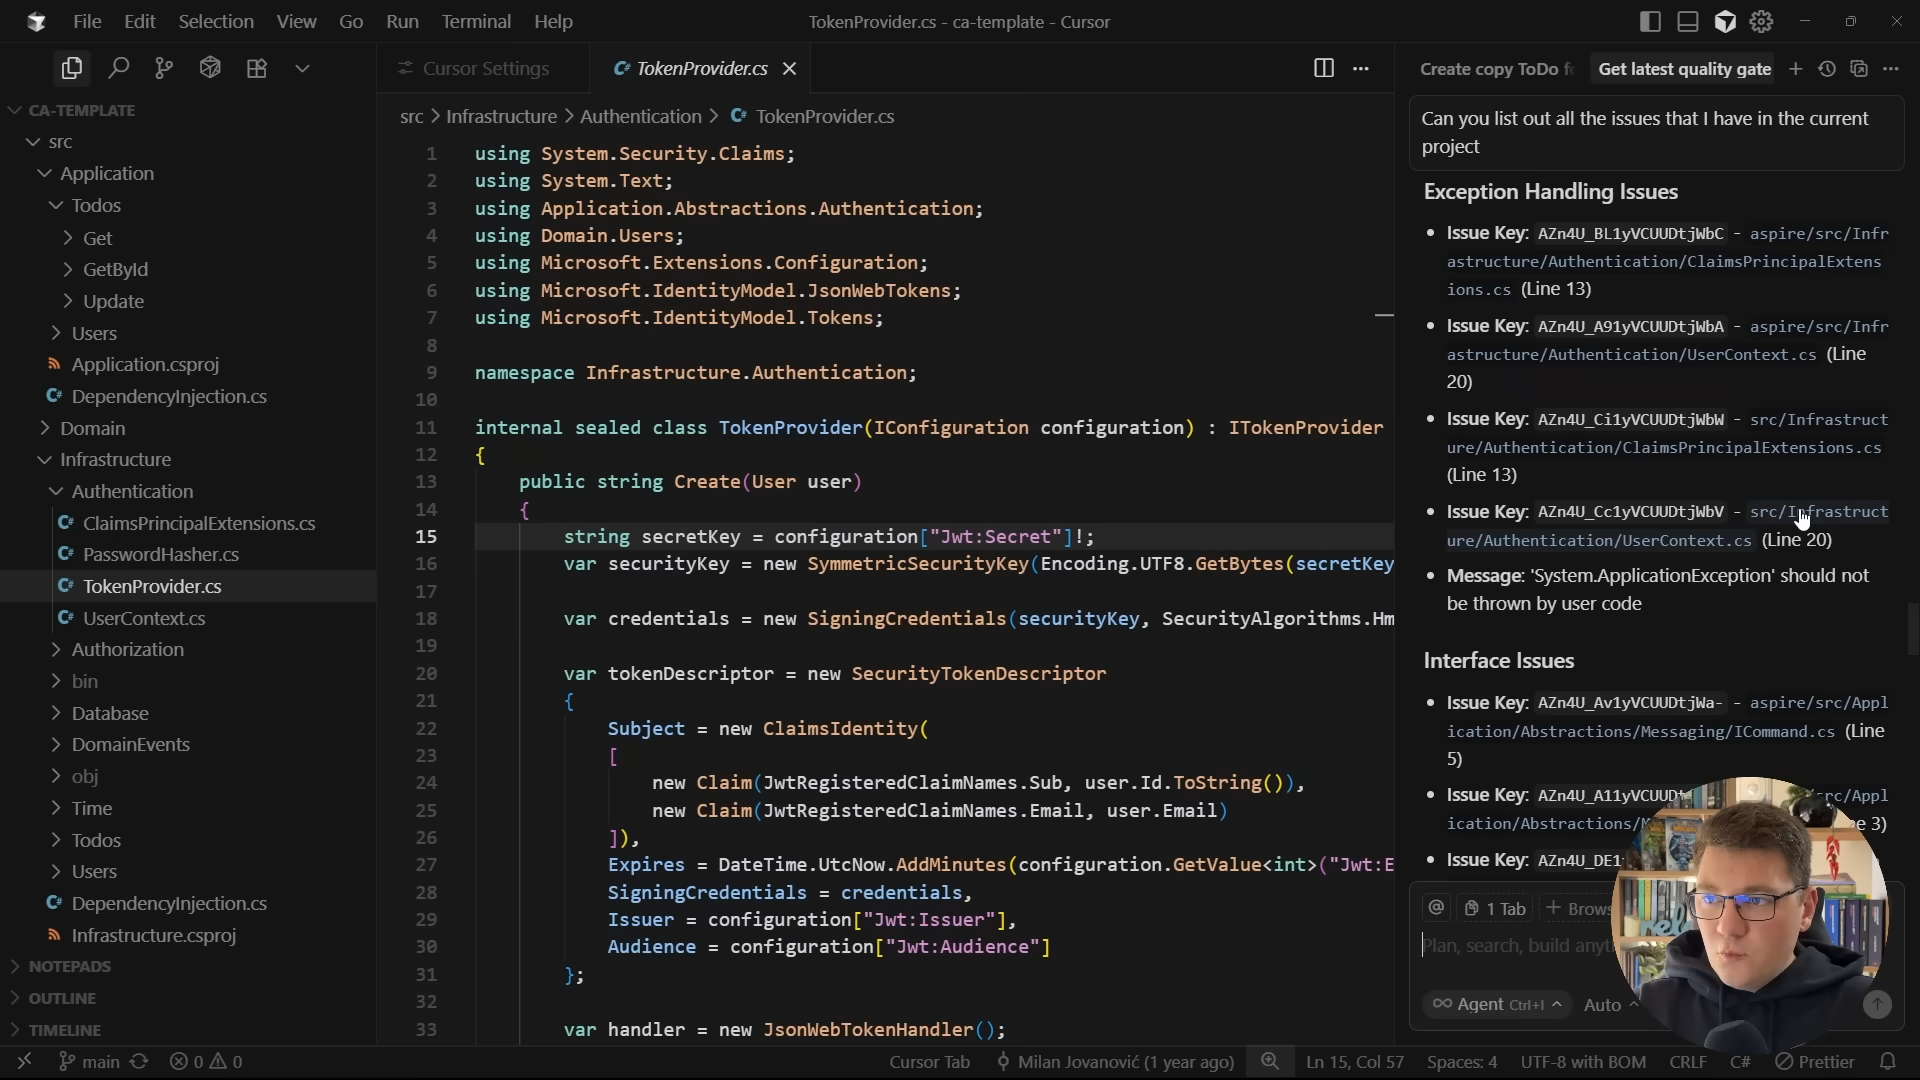 File Edit Selection View Go Run Terminal Help
TokenProvider.cs - ca-template - Cursor
CA-TEMPLATE
src
Application
Todos
Get
GetById
Update
Users
Application.csproj
DependencyInjection.cs
Domain
Infrastructure
Authentication
ClaimsPrincipalExtensions.cs
PasswordHasher.cs
TokenProvider.cs
UserContext.cs
Authorization
bin
Database
DomainEvents
obj
Time
Todos
Users
DependencyInjection.cs
Infrastructure.csproj
NOTEPADS
OUTLINE
TIMELINE
Cursor Settings
C# TokenProvider.cs
src > Infrastructure > Authentication > C# TokenProvider.cs
1 using System.Security.Claims;
2 using System.Text;
3 using Application.Abstractions.Authentication;
4 using Domain.Users;
5 using Microsoft.Extensions.Configuration;
6 using Microsoft.IdentityModel.JsonWebTokens;
7 using Microsoft.IdentityModel.Tokens;
8
9 namespace Infrastructure.Authentication;
10
11 internal sealed class TokenProvider(IConfiguration configuration) : ITokenProvider
12 {
13 public string Create(User user)
14 {
15 string secretKey = configuration["Jwt:Secret"]!;
16 var securityKey = new SymmetricSecurityKey(Encoding.UTF8.GetBytes(secretKey
17
18 var credentials = new SigningCredentials(securityKey, SecurityAlgorithms.Hm
19
20 var tokenDescriptor = new SecurityTokenDescriptor
21 {
22 Subject = new ClaimsIdentity(
23 [
24 new Claim(JwtRegisteredClaimNames.Sub, user.Id.ToString()),
25 new Claim(JwtRegisteredClaimNames.Email, user.Email)
26 ]),
27 Expires = DateTime.UtcNow.AddMinutes(configuration.GetValue<int>("Jwt:E
28 SigningCredentials = credentials,
29 Issuer = configuration["Jwt:Issuer"],
30 Audience = configuration["Jwt:Audience"]
31 };
32
33 var handler = new JsonWebTokenHandler();
Create copy ToDo Get latest quality gate
Can you list out all the issues that I have in the current
project
Exception Handling Issues
• Issue Key: AZn4U_BL1yVCUUDtjWbC - aspire/src/Infr
astructure/Authentication/ClaimsPrincipalExtens
ions.cs (Line 13)
• Issue Key: AZn4U_A91yVCUUDtjWbA - aspire/src/Infr
astructure/Authentication/UserContext.cs (Line
20)
• Issue Key: AZn4U_Ci1yVCUUDtjWbW - src/Infrastruct
ure/Authentication/ClaimsPrincipalExtensions.cs
(Line 13)
• Issue Key: AZn4U_Cc1yVCUUDtjWbV - src/Infrastruct
ure/Authentication/UserContext.cs (Line 20)
• Message: 'System.ApplicationException' should not
be thrown by user code
Interface Issues
• Issue Key: AZn4U_Av1yVCUUDtjWa- - aspire/src/Appl
ication/Abstractions/Messaging/ICommand.cs (Line
5)
• Issue Key: AZn4U_A11yVCUUDt src/Appl
ication/Abstractions/ 3)
• Issue Key: AZn4U_DE1
@ 1 Tab + Brows
Plan, search, build anyt
∞ Agent Ctrl+I Auto
main 0 0
Cursor Tab Milan Jovanović (1 year ago) Ln 15, Col 57 Spaces: 4 UTF-8 with BOM CRLF C# Prettier